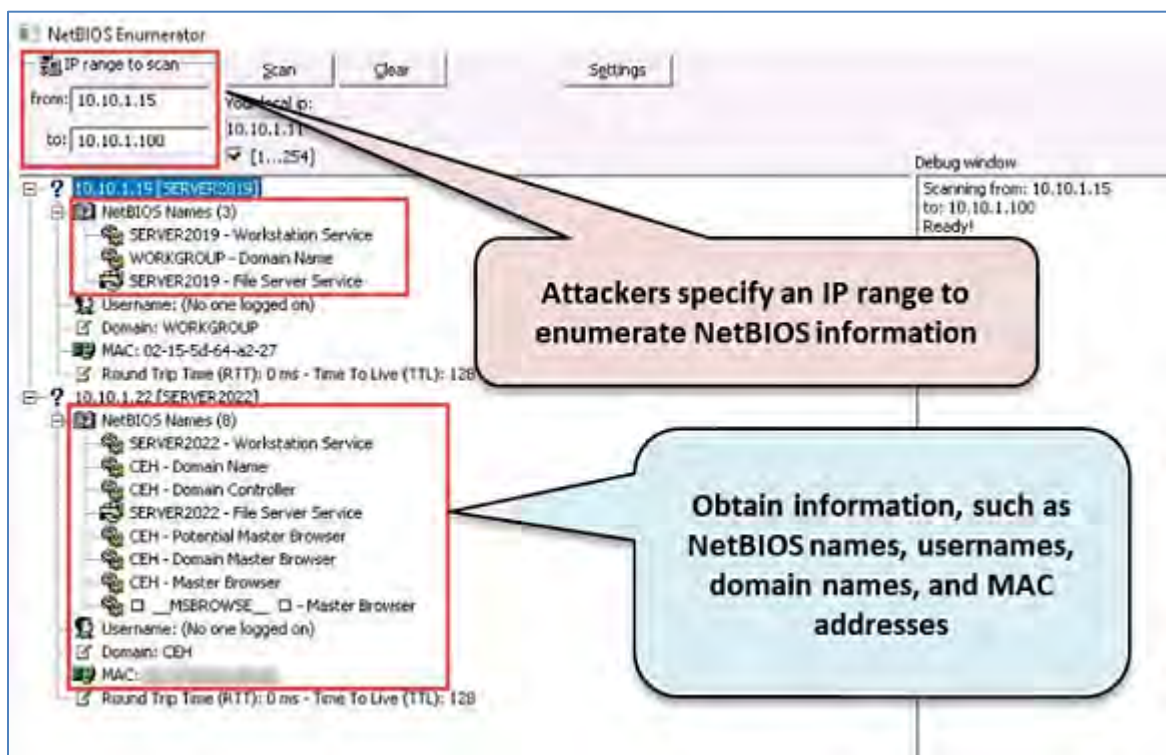 NetBIOS Enumerator
IP range to scan
Scan
Clear
Settings
from: 10.10.1.15
Your local ip:
10.10.1.11
to: 10.10.1.100
[1...254]
Debug window
Scanning from: 10.10.1.15
to: 10.10.1.100
Ready!
? 10.10.1.19 [SERVER2019]
NetBIOS Names (3)
SERVER2019 - Workstation Service
WORKGROUP - Domain Name
SERVER2019 - File Server Service
Username: (No one logged on)
Domain: WORKGROUP
MAC: 02-15-5d-64-a2-27
Round Trip Time (RTT): 0 ms - Time To Live (TTL): 128
Attackers specify an IP range to
enumerate NetBIOS information
? 10.10.1.22 [SERVER2022]
NetBIOS Names (8)
SERVER2022 - Workstation Service
CEH - Domain Name
CEH - Domain Controller
SERVER2022 - File Server Service
CEH - Potential Master Browser
CEH - Domain Master Browser
CEH - Master Browser
□ __MSBROWSE__ □ - Master Browser
Username: (No one logged on)
Domain: CEH
MAC:
Round Trip Time (RTT): 0 ms - Time To Live (TTL): 128
Obtain information, such as
NetBIOS names, usernames,
domain names, and MAC
addresses